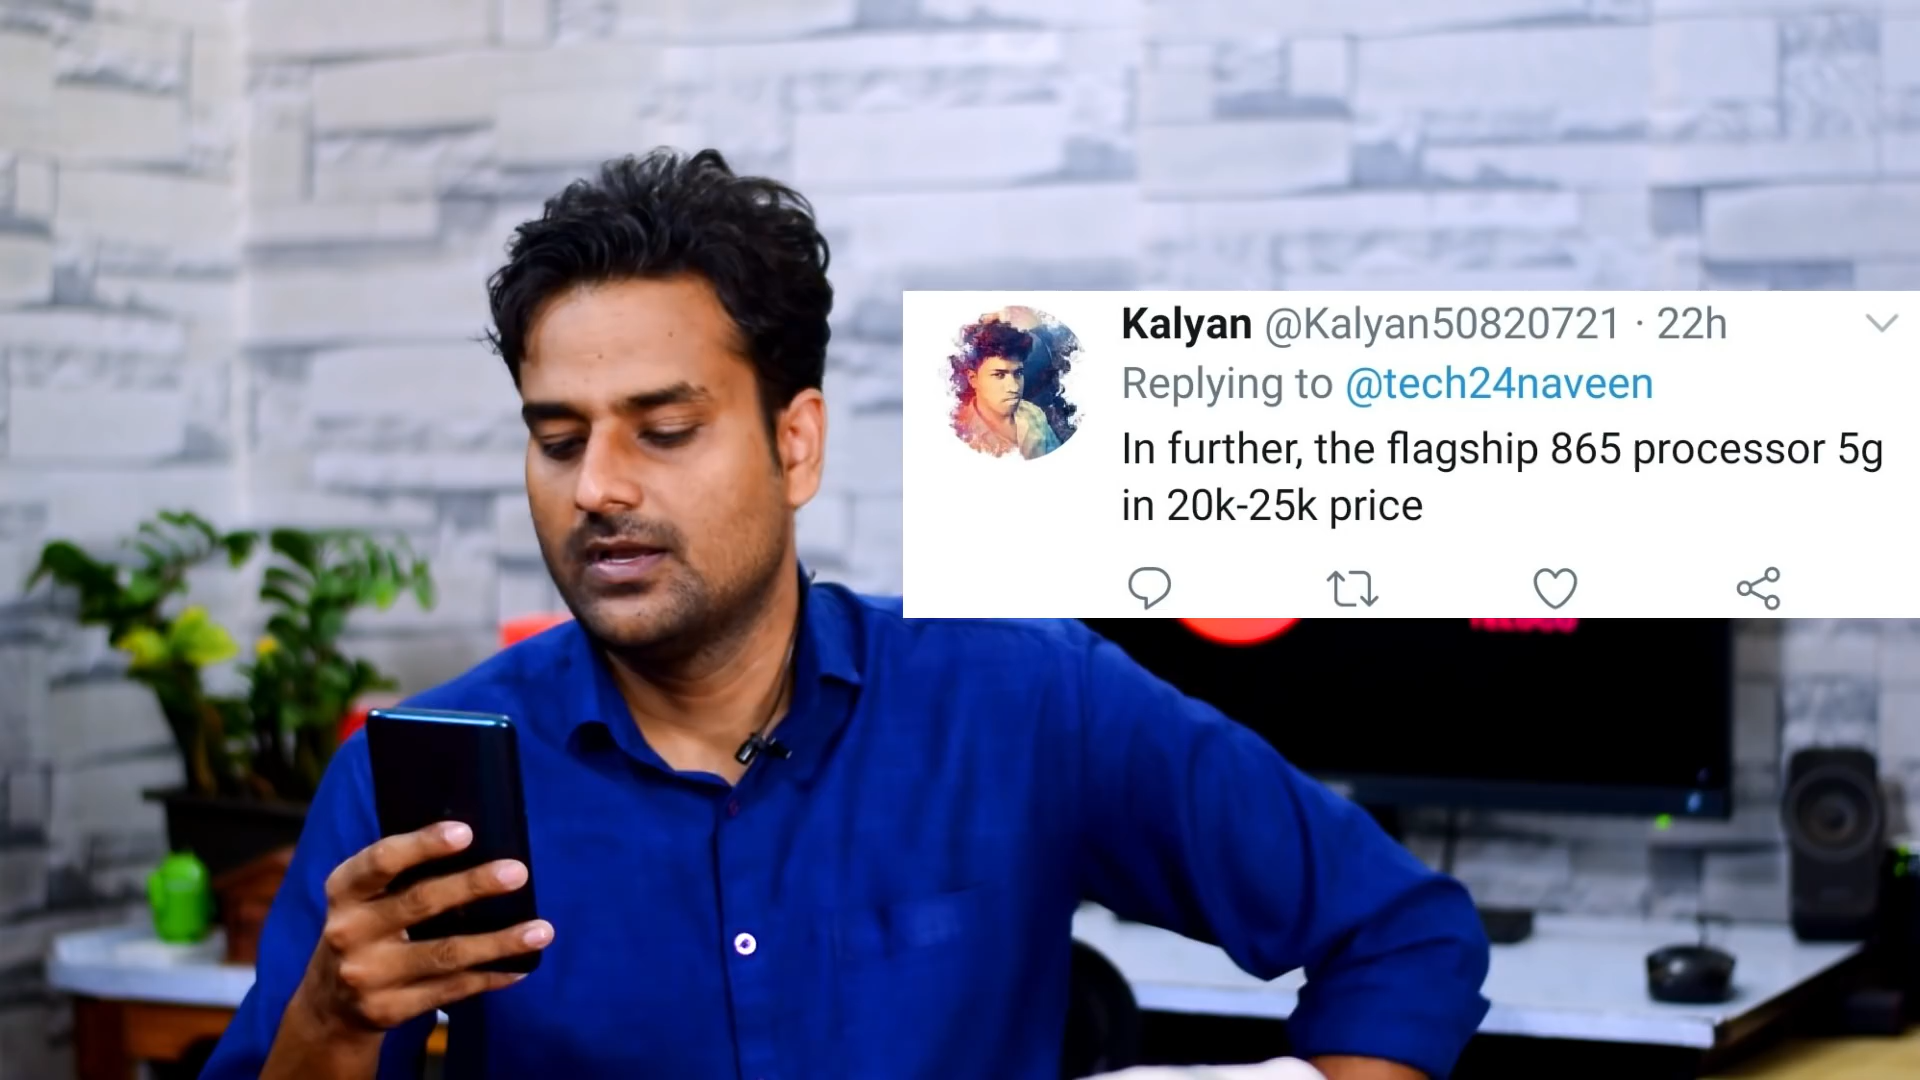 Kalyan @Kalyan50820721 · 22h
Replying to @tech24naveen
In further, the flagship 865 processor 5g
in 20k-25k price